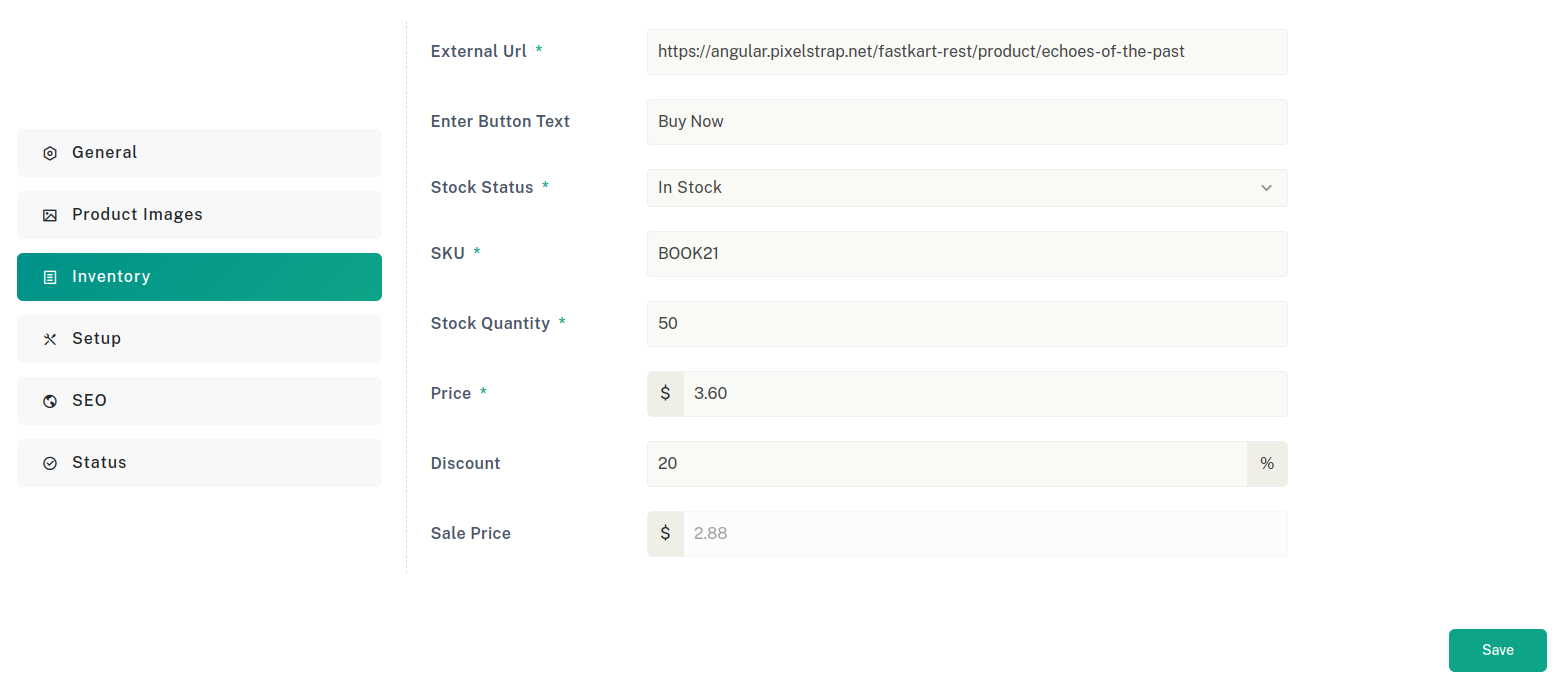 General
Product Images
Inventory
Setup
SEO
Status
External Url *
https://angular.pixelstrap.net/fastkart-rest/product/echoes-of-the-past
Enter Button Text
Buy Now
Stock Status *
In Stock
SKU *
BOOK21
Stock Quantity *
50
Price *
$ 3.60
Discount
20 %
Sale Price
$ 2.88
Save